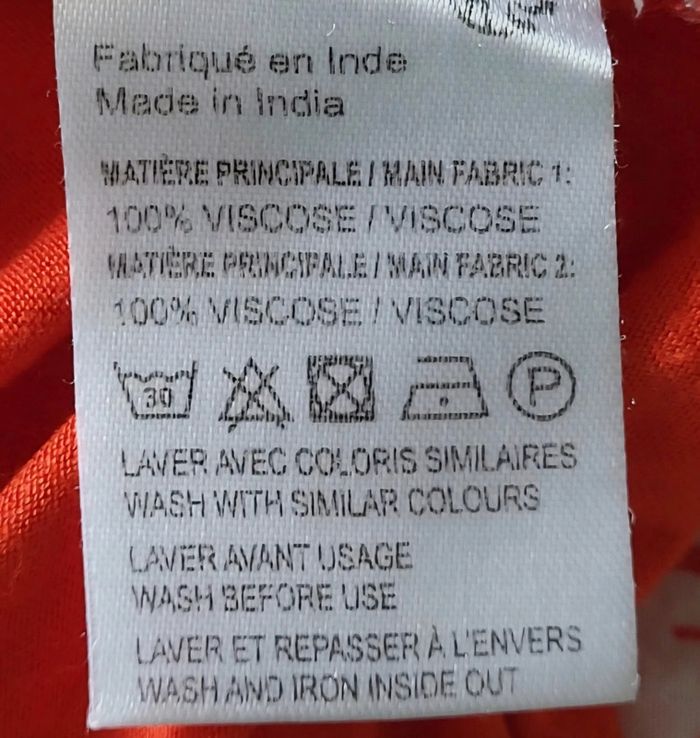 Fabriqué en Inde
Made in India
MATIÈRE PRINCIPALE / MAIN FABRIC 1:
100% VISCOSE / VISCOSE
MATIÈRE PRINCIPALE / MAIN FABRIC 2:
100% VISCOSE / VISCOSE
30 P
LAVER AVEC COLORIS SIMILAIRES
WASH WITH SIMILAR COLOURS
LAVER AVANT USAGE
WASH BEFORE USE
LAVER ET REPASSER À L'ENVERS
WASH AND IRON INSIDE OUT